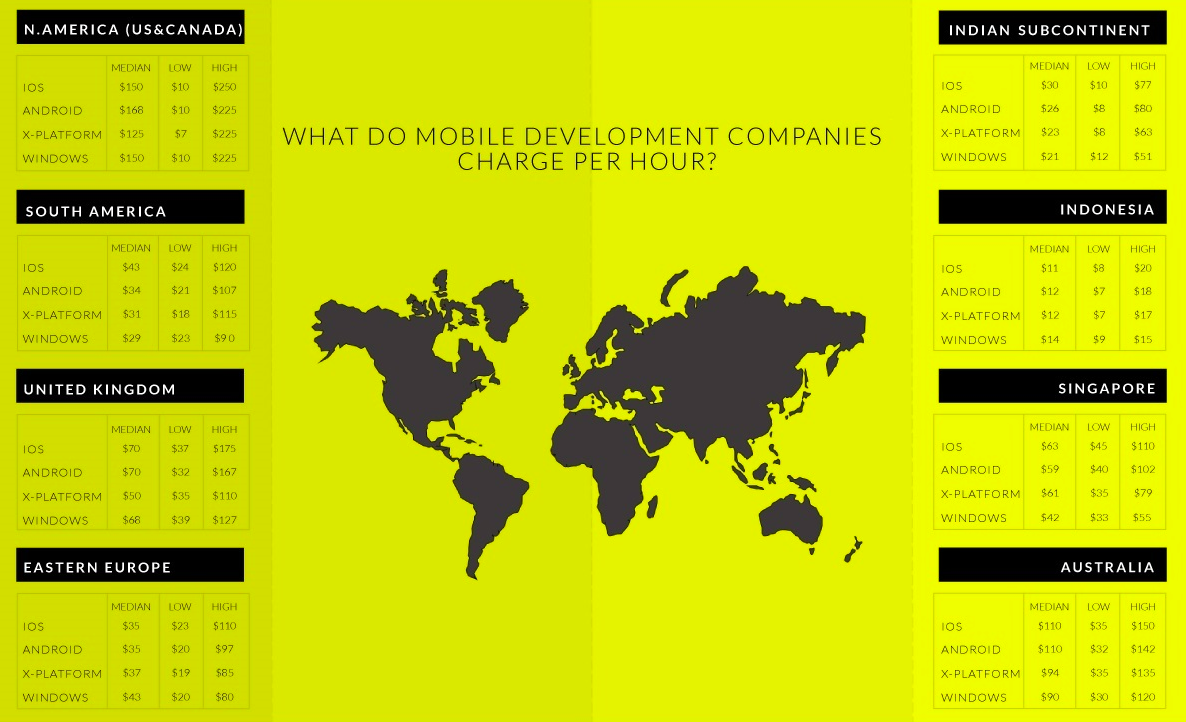 N.AMERICA (US&CANADA)
MEDIAN LOW HIGH
IOS $150 $10 $250
ANDROID $168 $10 $225
X-PLATFORM $125 $7 $225
WINDOWS $150 $10 $225
SOUTH AMERICA
MEDIAN LOW HIGH
IOS $43 $24 $120
ANDROID $34 $21 $107
X-PLATFORM $31 $18 $115
WINDOWS $29 $23 $90
UNITED KINGDOM
MEDIAN LOW HIGH
IOS $70 $37 $175
ANDROID $70 $32 $167
X-PLATFORM $50 $35 $110
WINDOWS $68 $39 $127
EASTERN EUROPE
MEDIAN LOW HIGH
IOS $35 $23 $110
ANDROID $35 $20 $97
X-PLATFORM $37 $19 $85
WINDOWS $43 $20 $80
WHAT DO MOBILE DEVELOPMENT COMPANIES
CHARGE PER HOUR?
INDIAN SUBCONTINENT
MEDIAN LOW HIGH
IOS $30 $10 $77
ANDROID $26 $8 $80
X-PLATFORM $23 $8 $63
WINDOWS $21 $12 $51
INDONESIA
MEDIAN LOW HIGH
IOS $11 $8 $20
ANDROID $12 $7 $18
X-PLATFORM $12 $7 $17
WINDOWS $14 $9 $15
SINGAPORE
MEDIAN LOW HIGH
IOS $63 $45 $110
ANDROID $59 $40 $102
X-PLATFORM $61 $35 $79
WINDOWS $42 $33 $55
AUSTRALIA
MEDIAN LOW HIGH
IOS $110 $35 $150
ANDROID $110 $32 $142
X-PLATFORM $94 $35 $135
WINDOWS $90 $30 $120